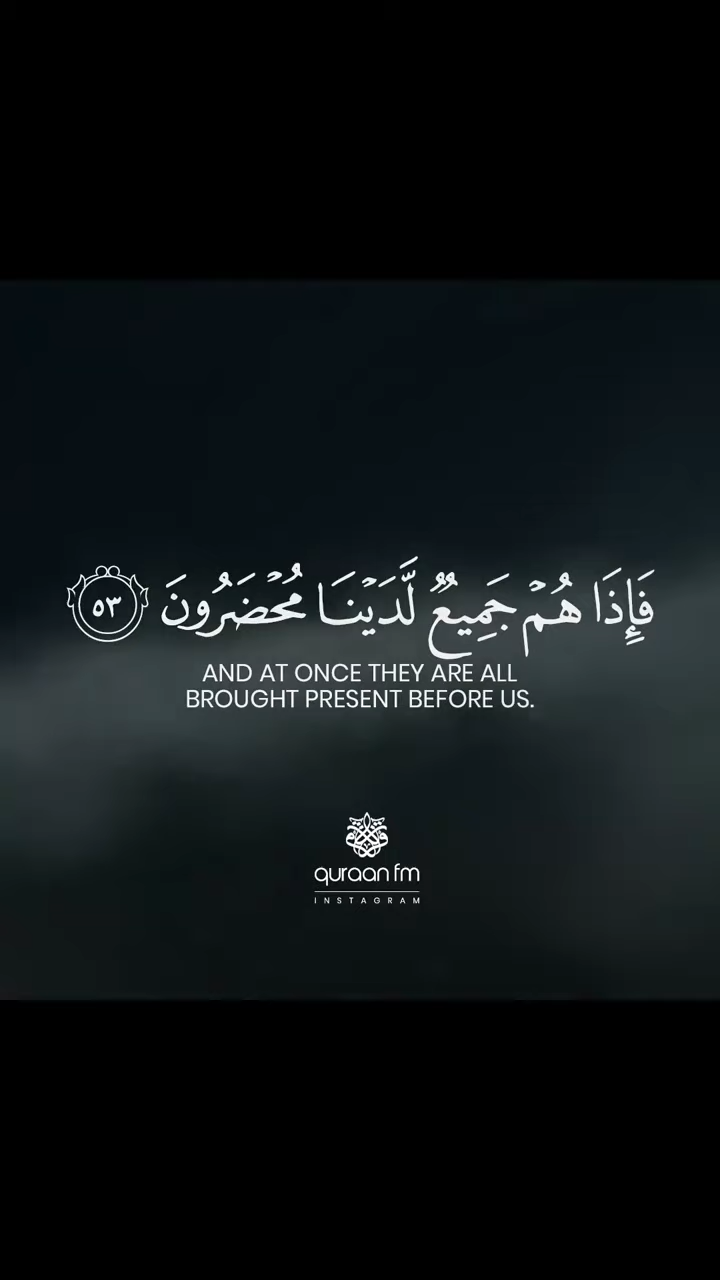 فَإِذَا هُمْ جَمِيعٌ لَّدَيْنَا مُحْضَرُونَ ٥٣
AND AT ONCE THEY ARE ALL
BROUGHT PRESENT BEFORE US.
quraan fm
INSTAGRAM